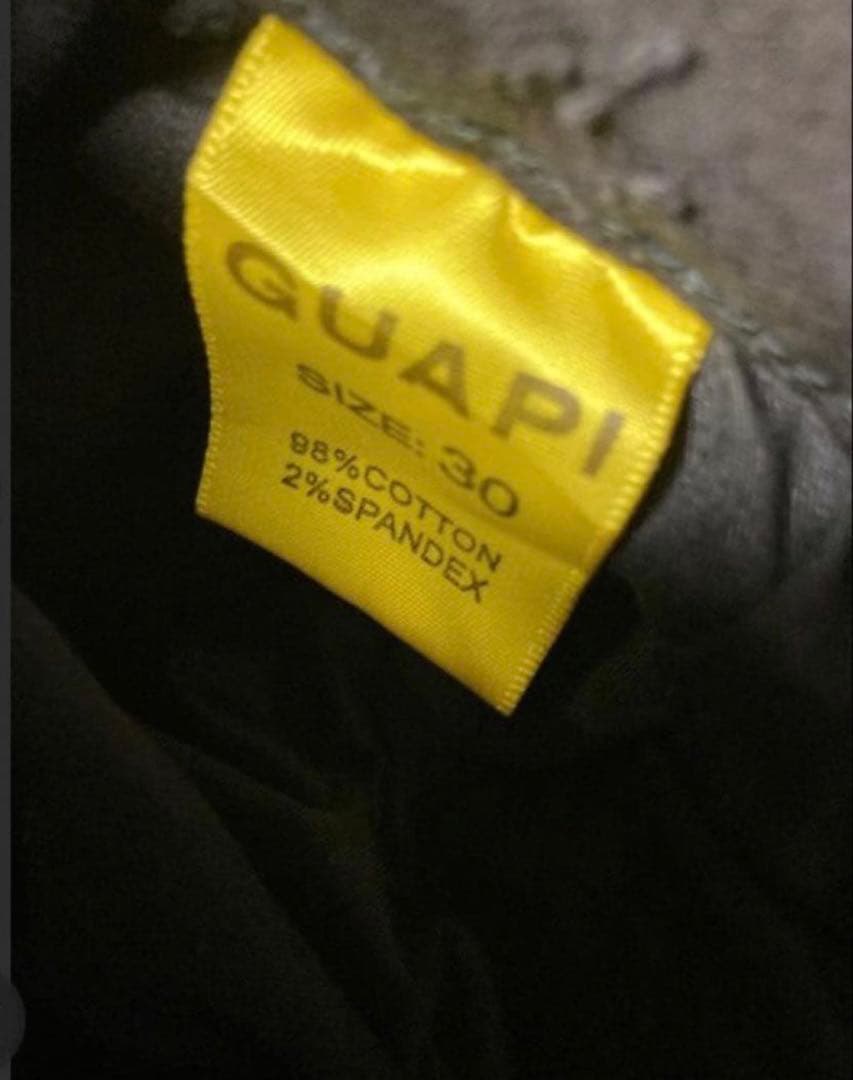 GUAPI
SIZE: 30
98%COTTON
2%SPANDEX